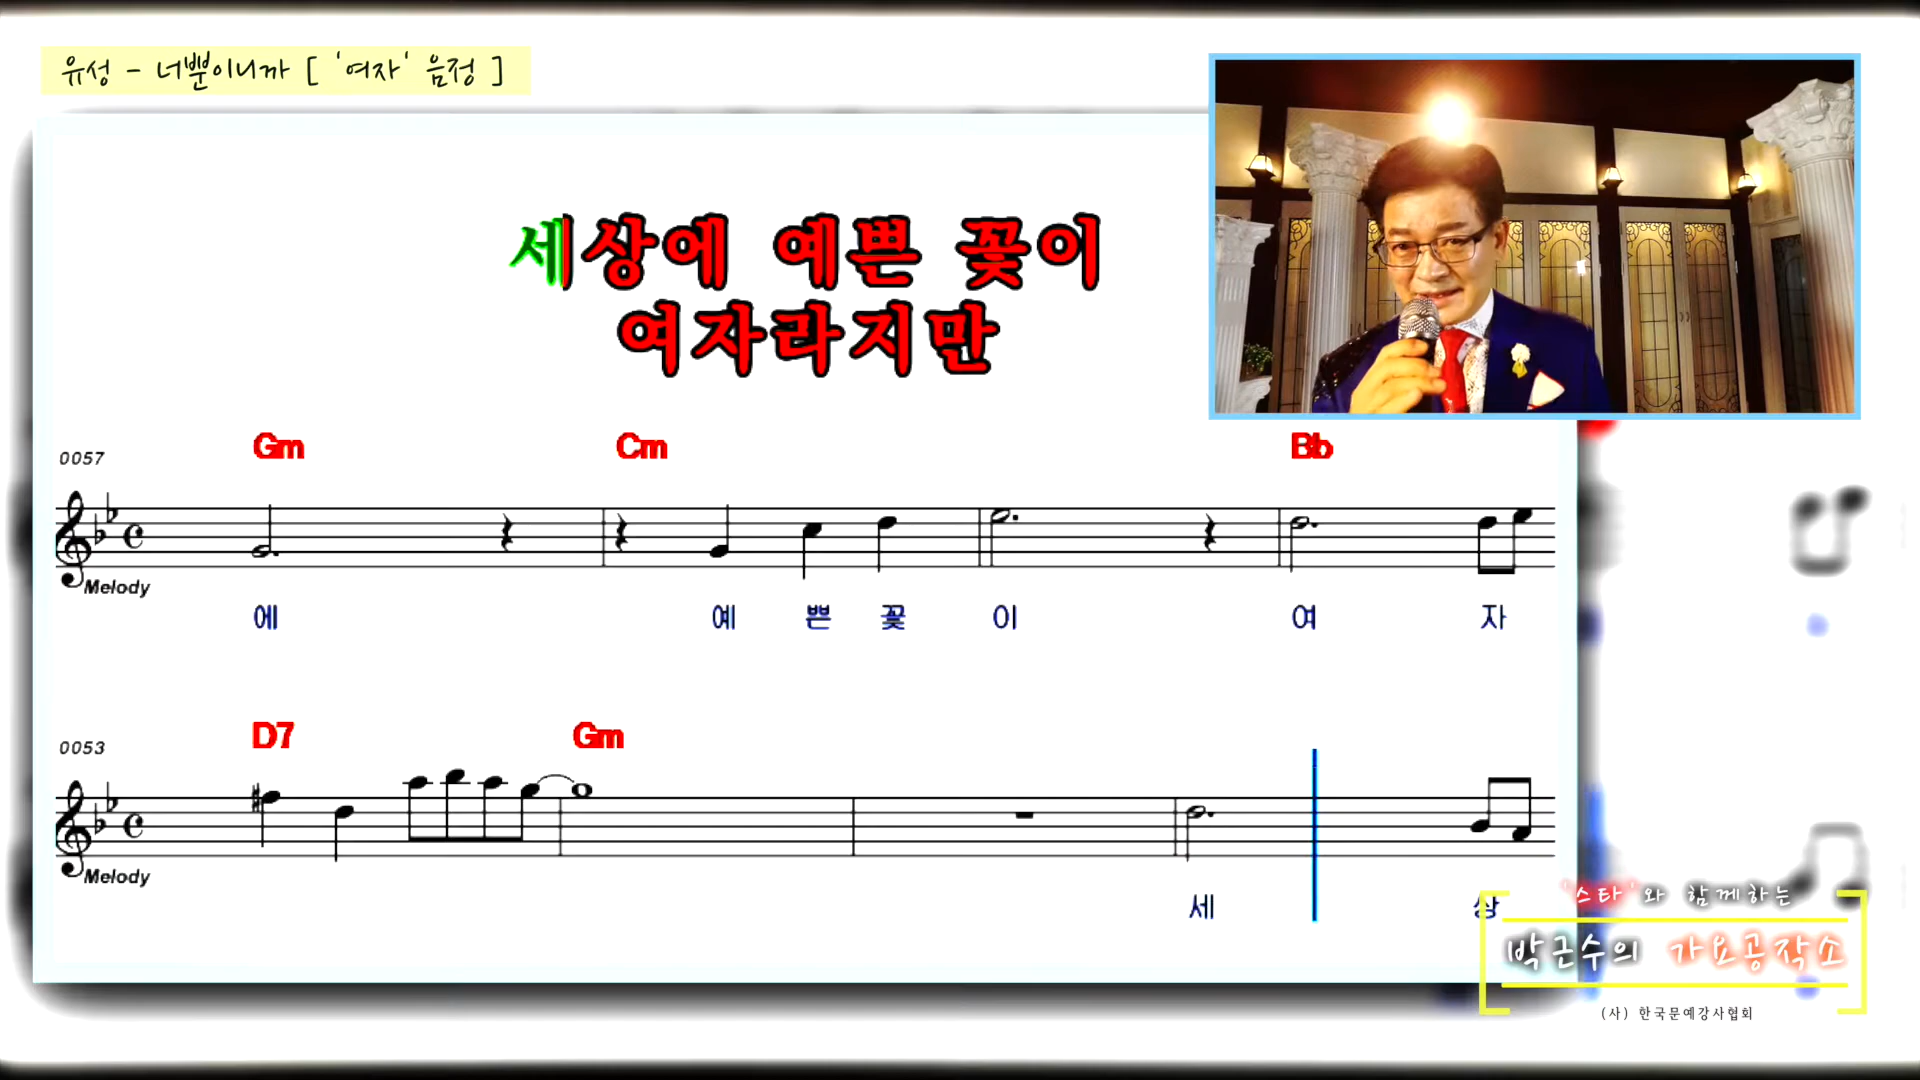 유성 - 너뿐이니까 [ '여자' 음정 ]
세상에 예쁜 꽃이
여자라지만
Gm Cm Bb
0057
Melody
에 예 쁜 꽃 이 여 자
D7 Gm
0053
Melody
세 상
'스타'와 함께하는
박근수의 가요공작소
(사) 한국문예강사협회